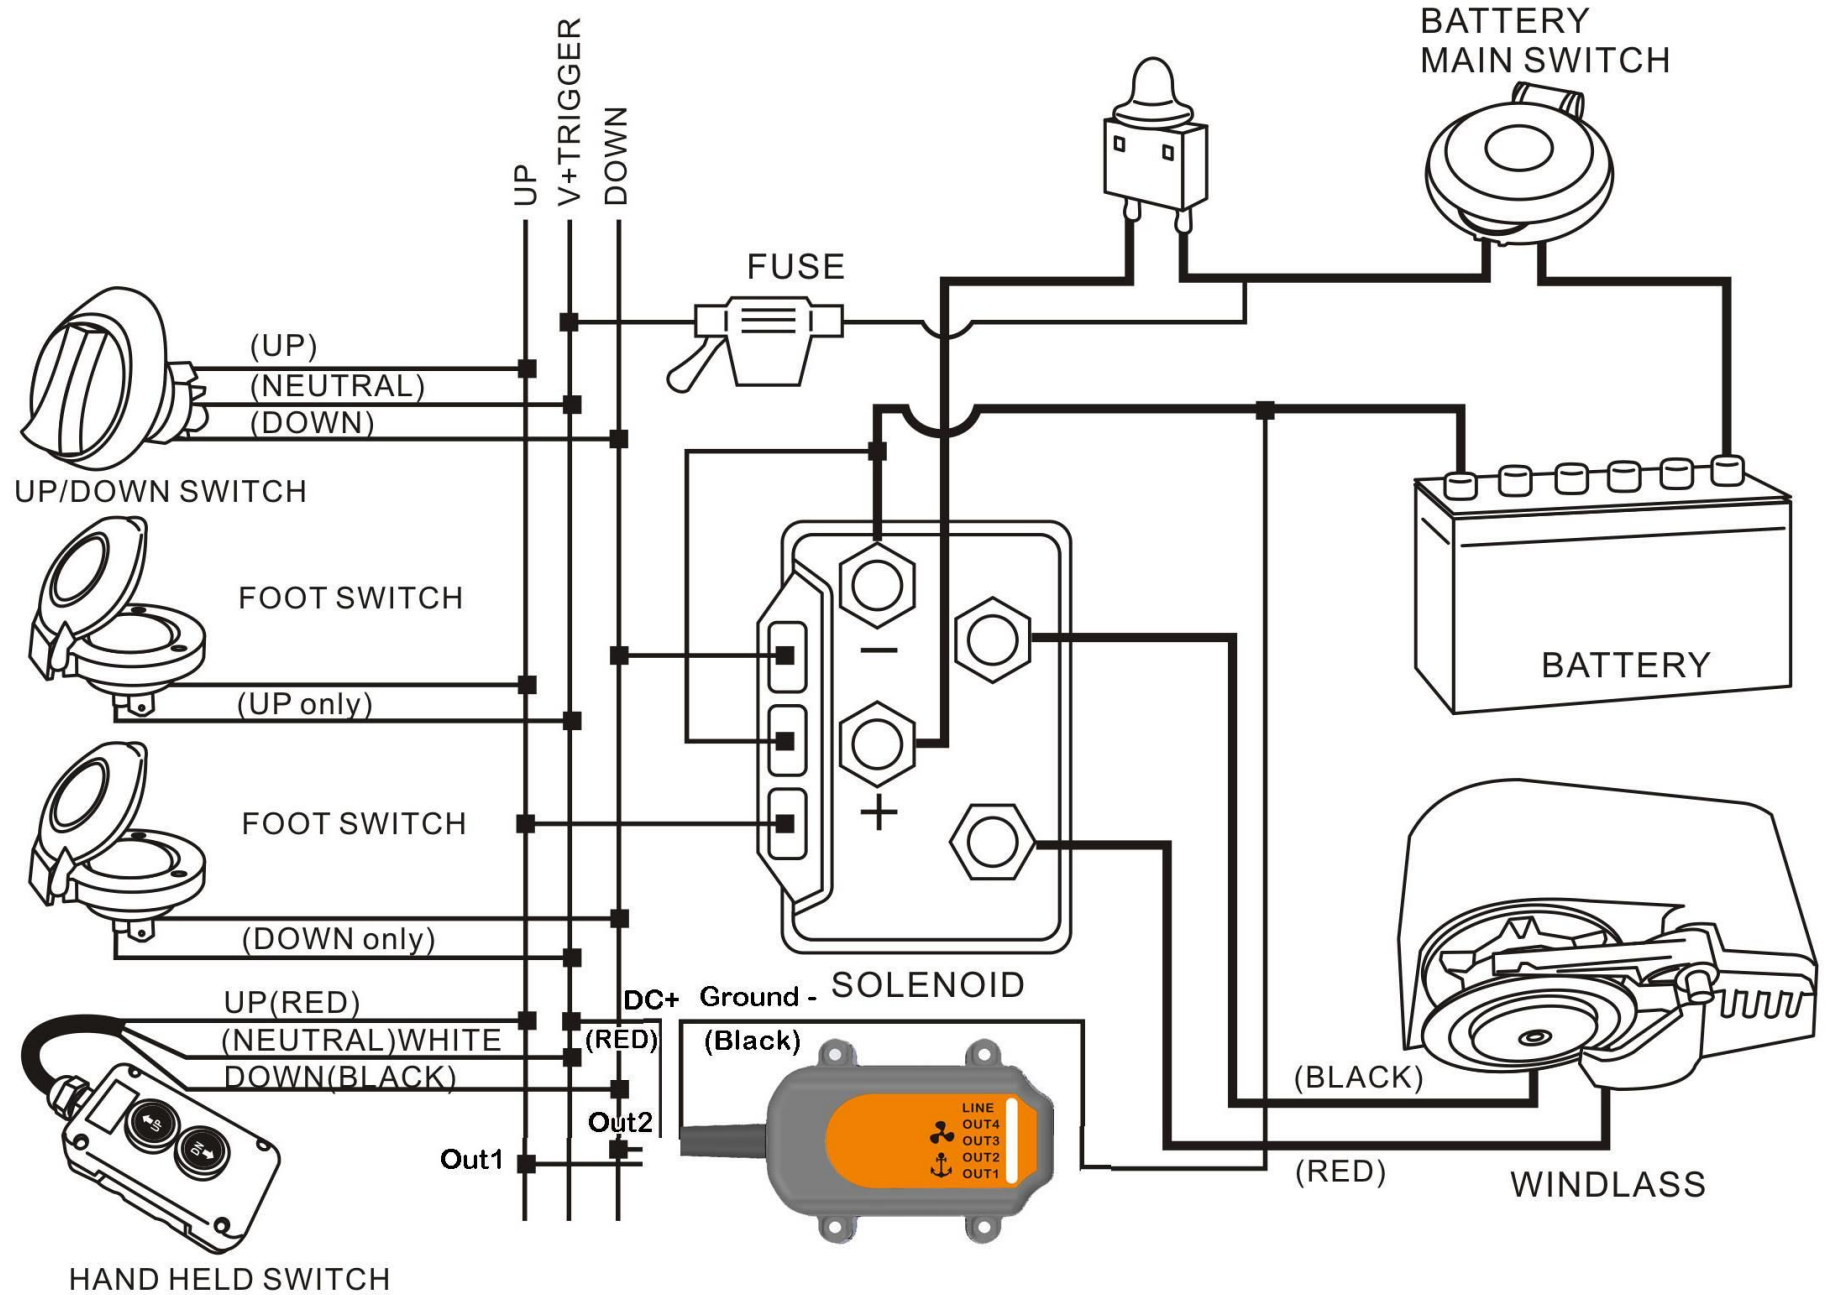 BATTERY
MAIN SWITCH
UP
V+TRIGGER
DOWN
FUSE
(UP)
(NEUTRAL)
(DOWN)
UP/DOWN SWITCH
FOOT SWITCH
(UP only)
BATTERY
−
+
FOOT SWITCH
(DOWN only)
SOLENOID
DC+
Ground -
(RED)
(Black)
UP(RED)
(NEUTRAL)WHITE
DOWN(BLACK)
UP
DN
Out2
Out1
LINE
OUT4
OUT3
OUT2
OUT1
(BLACK)
(RED)
WINDLASS
HAND HELD SWITCH